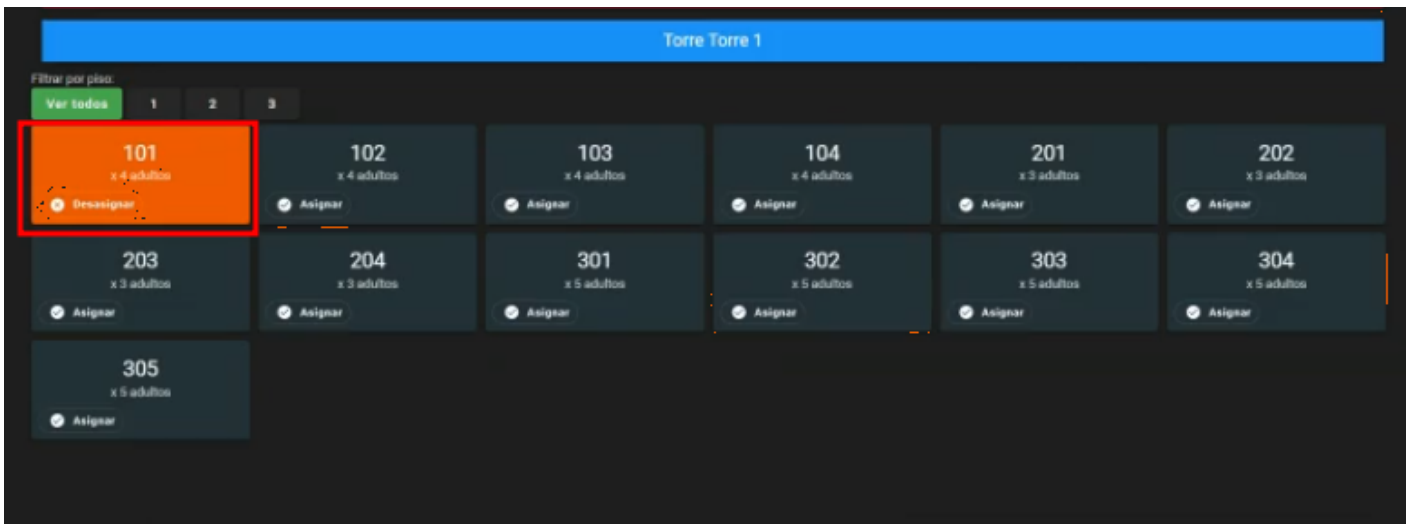 Torre Torre 1
Filtrar por piso:
Ver todos 1 2 3
101 102 103 104 201 202
x 4 adultos x 4 adultos x 4 adultos x 4 adultos x 3 adultos x 3 adultos
Desasignar Asignar Asignar Asignar Asignar Asignar
203 204 301 302 303 304
x 3 adultos x 3 adultos x 5 adultos x 5 adultos x 5 adultos x 5 adultos
Asignar Asignar Asignar Asignar Asignar Asignar
305
x 5 adultos
Asignar